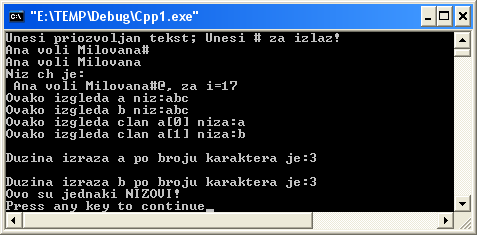 "E:\TEMP\Debug\Cpp1.exe"
Unesi priozvoljan tekst; Unesi # za izlaz!
Ana voli Milovana#
Ana voli Milovana
Niz ch je:
 Ana voli Milovana#@, za i=17
Ovako izgleda a niz:abc
Ovako izgleda b niz:abc
Ovako izgleda clan a[0] niza:a
Ovako izgleda clan a[1] niza:b
Duzina izraza a po broju karaktera je:3
Duzina izraza b po broju karaktera je:3
Ovo su jednaki NIZOVI!
Press any key to continue_